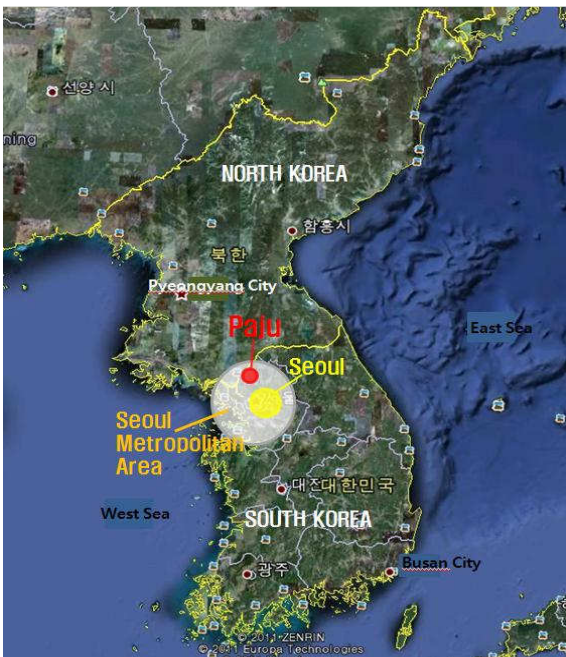 선양 시
ning
NORTH KOREA
함흥시
북한
Pyeongyang City
Paju
East Sea
Seoul
Seoul
Metropolitan
Area
대전
대한민국
West Sea
SOUTH KOREA
Busan City
광주
© 2011 ZENRIN
© 2011 Europa Technologies